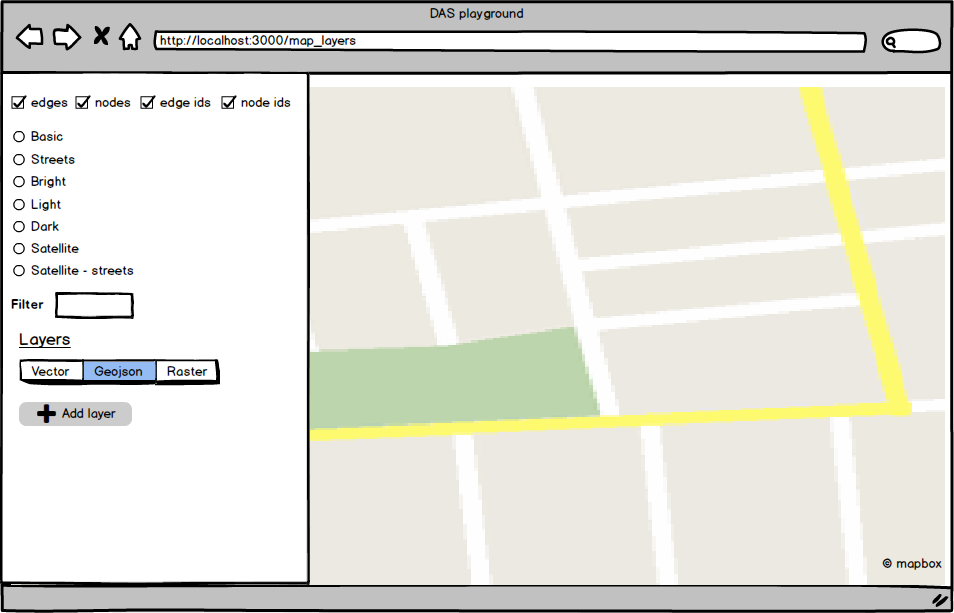 DAS playground
http://localhost:3000/map_layers
edges nodes edge ids node ids
Basic
Streets
Bright
Light
Dark
Satellite
Satellite - streets
Filter
Layers
Vector Geojson Raster
Add layer
© mapbox